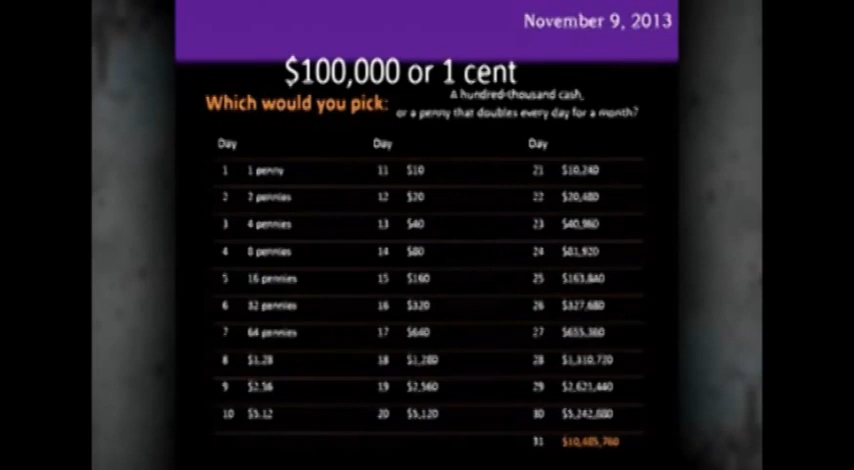 November 9, 2013
$100,000 or 1 cent
Which would you pick: A hundred-thousand cash,
or a penny that doubles every day for a month?
Day Day Day
1 1 penny 11 $10 21 $10,240
2 2 pennies 12 $20 22 $20,480
3 4 pennies 13 $40 23 $40,960
4 8 pennies 14 $80 24 $81,920
5 16 pennies 15 $160 25 $163,840
6 32 pennies 16 $320 26 $327,680
7 64 pennies 17 $640 27 $655,360
8 $1.28 18 $1,280 28 $1,310,720
9 $2.56 19 $2,560 29 $2,621,440
10 $5.12 20 $5,120 30 $5,242,880
31 $10,485,760